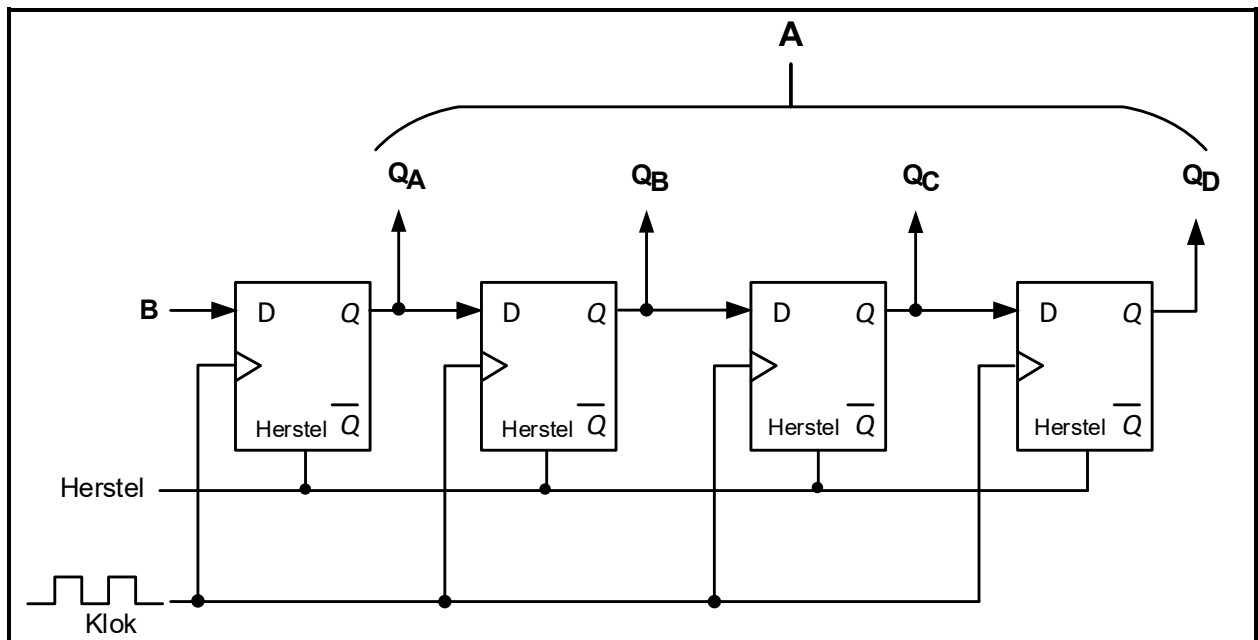 A
QA QB QC QD
B D Q D Q D Q D Q
Herstel Q Herstel Q Herstel Q Herstel Q
Herstel
Klok